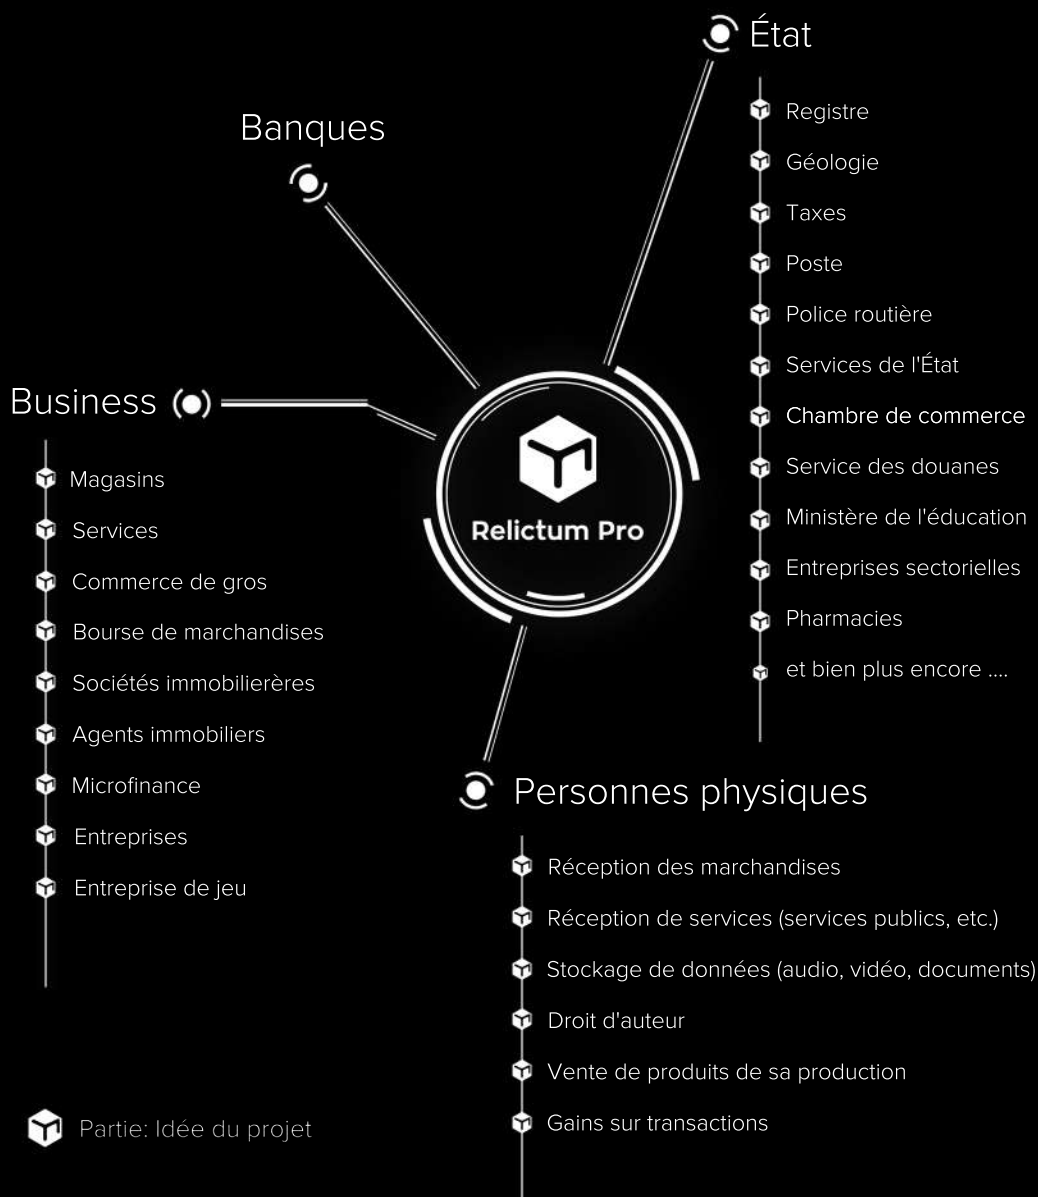 État
Registre
Géologie
Taxes
Poste
Police routière
Services de l'État
Chambre de commerce
Service des douanes
Ministère de l'éducation
Entreprises sectorielles
Pharmacies
et bien plus encore ....
Banques
Business
Magasins
Services
Commerce de gros
Bourse de marchandises
Sociétés immobilierères
Agents immobiliers
Microfinance
Entreprises
Entreprise de jeu
Relictum Pro
Personnes physiques
Réception des marchandises
Réception de services (services publics, etc.)
Stockage de données (audio, vidéo, documents)
Droit d'auteur
Vente de produits de sa production
Gains sur transactions
Partie: Idée du projet